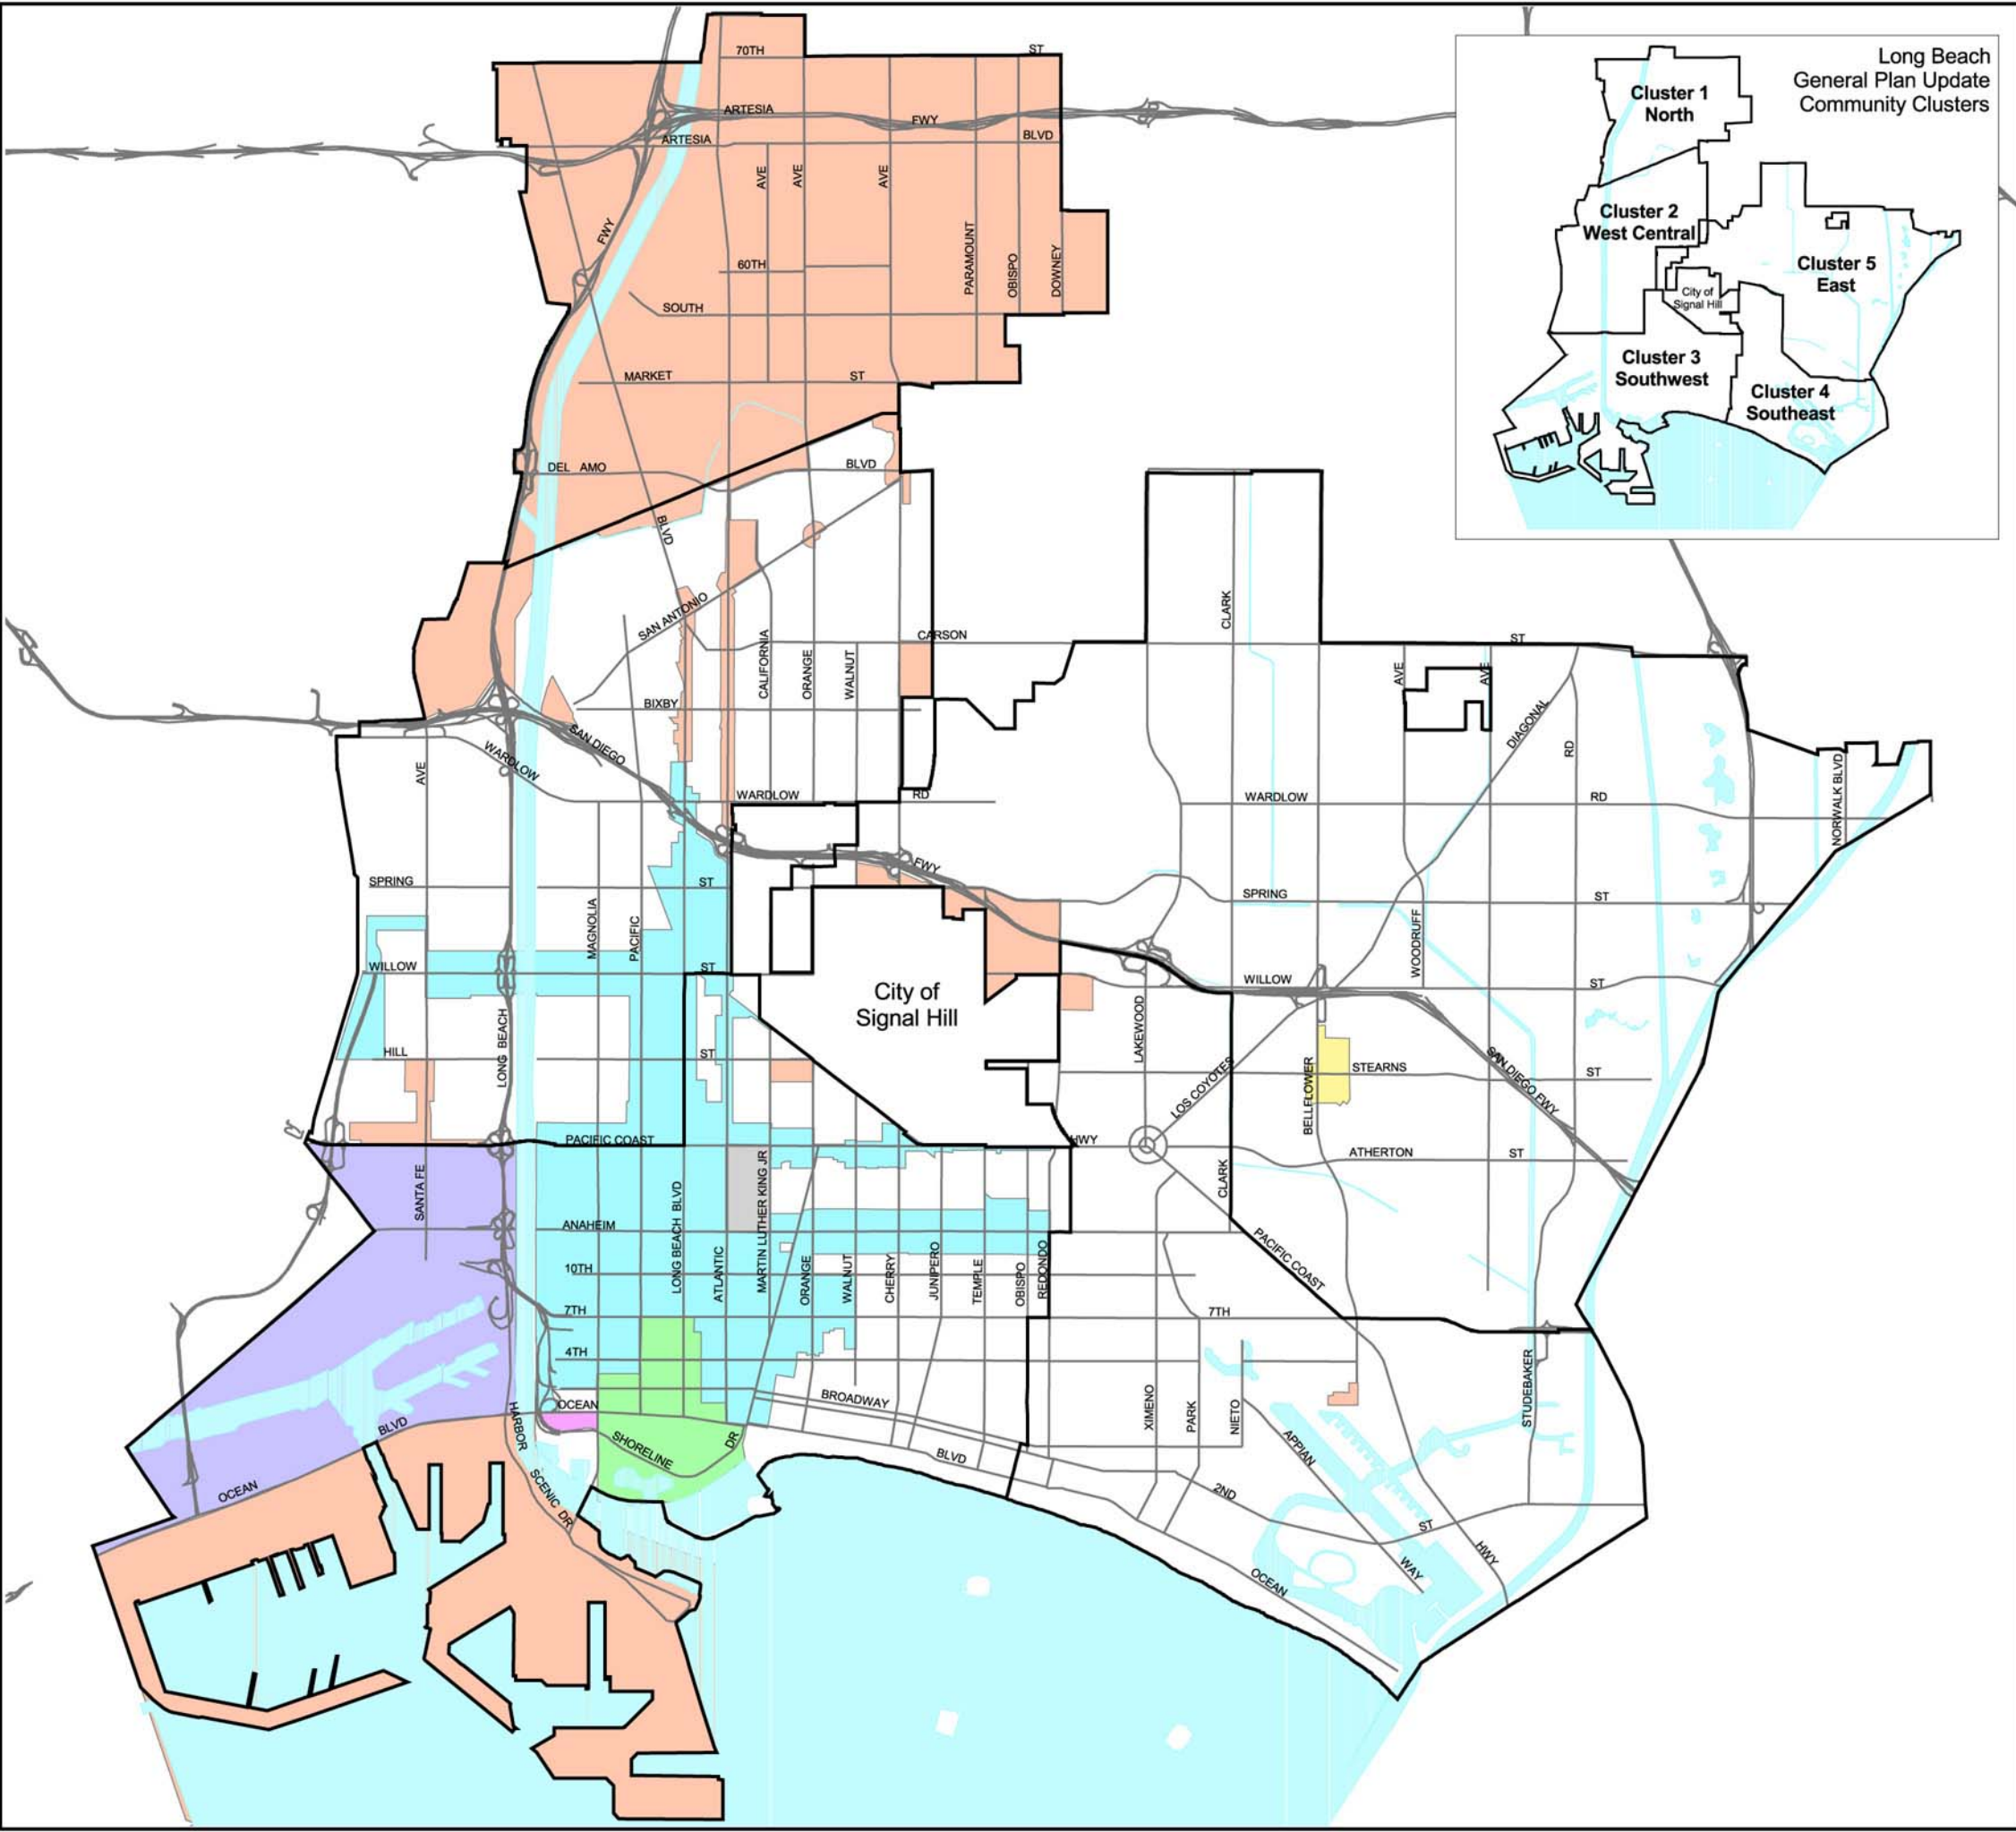 Long Beach
General Plan Update
Community Clusters
Cluster 1
North
Cluster 2
West Central
Cluster 5
East
City of
Signal Hill
Cluster 3
Southwest
Cluster 4
Southeast
70TH
ST
ARTESIA
FWY
ARTESIA
BLVD
AVE
AVE
AVE
FWY
60TH
PARAMOUNT
OBISPO
DOWNEY
SOUTH
MARKET
ST
DEL AMO
BLVD
BLVD
SAN ANTONIO
CLARK
CARSON
ST
CALIFORNIA
ORANGE
WALNUT
AVE
AVE
BIXBY
DIAGONAL
RD
SAN DIEGO
WARDLOW
AVE
WARDLOW
RD
WARDLOW
RD
NORWALK BLVD
FWY
SPRING
ST
SPRING
ST
MAGNOLIA
PACIFIC
WOODRUFF
WILLOW
ST
WILLOW
ST
City of
Signal Hill
LONG BEACH
LAKEWOOD
HILL
ST
LOS COYOTES
BELLFLOWER
STEARNS
ST
SAN DIEGO FWY
PACIFIC COAST
HWY
ATHERTON
ST
SANTA FE
LONG BEACH BLVD
MARTIN LUTHER KING JR
CLARK
ANAHEIM
PACIFIC COAST
10TH
ATLANTIC
ORANGE
WALNUT
CHERRY
JUNIPERO
TEMPLE
OBISPO
REDONDO
7TH
7TH
4TH
STUDEBAKER
BROADWAY
OCEAN
XIMENO
PARK
NIETO
HARBOR
BLVD
SHORELINE
DR
BLVD
APPIAN
OCEAN
SCENIC DR
2ND
ST
HWY
WAY
OCEAN